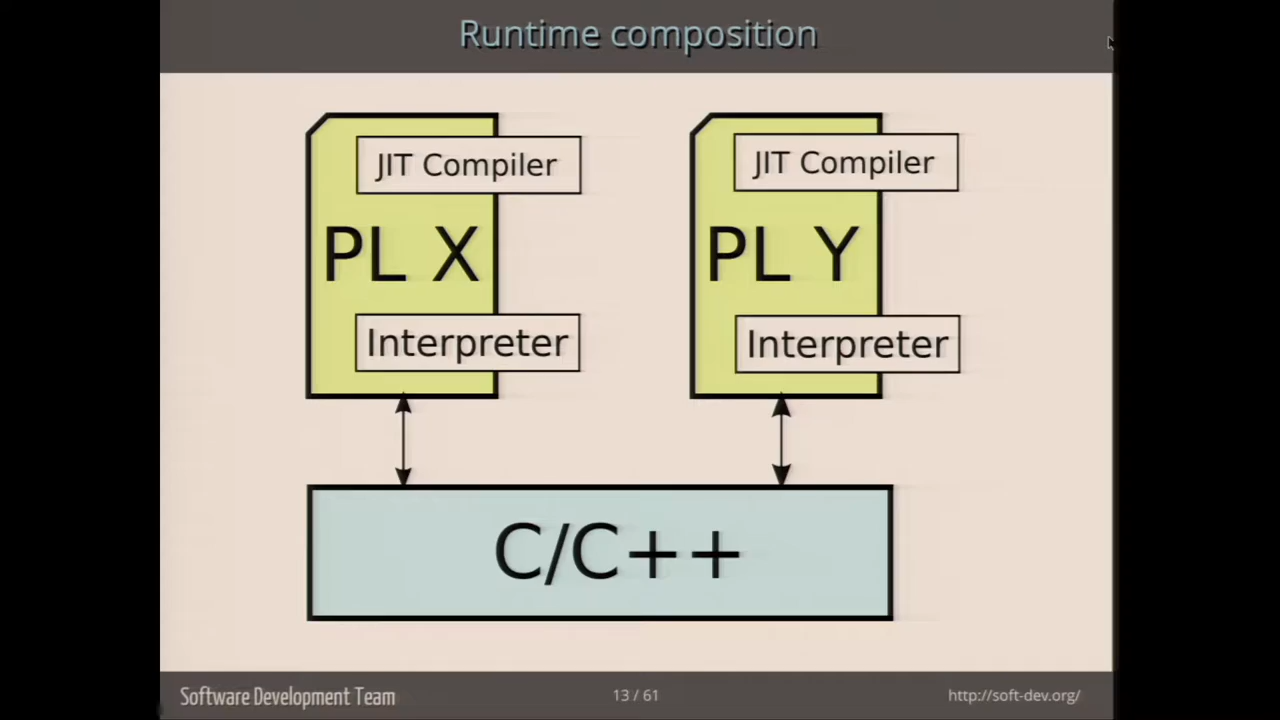 Runtime composition
JIT Compiler
PL X
Interpreter
JIT Compiler
PL Y
Interpreter
C/C++
Software Development Team
13 / 61
http://soft-dev.org/